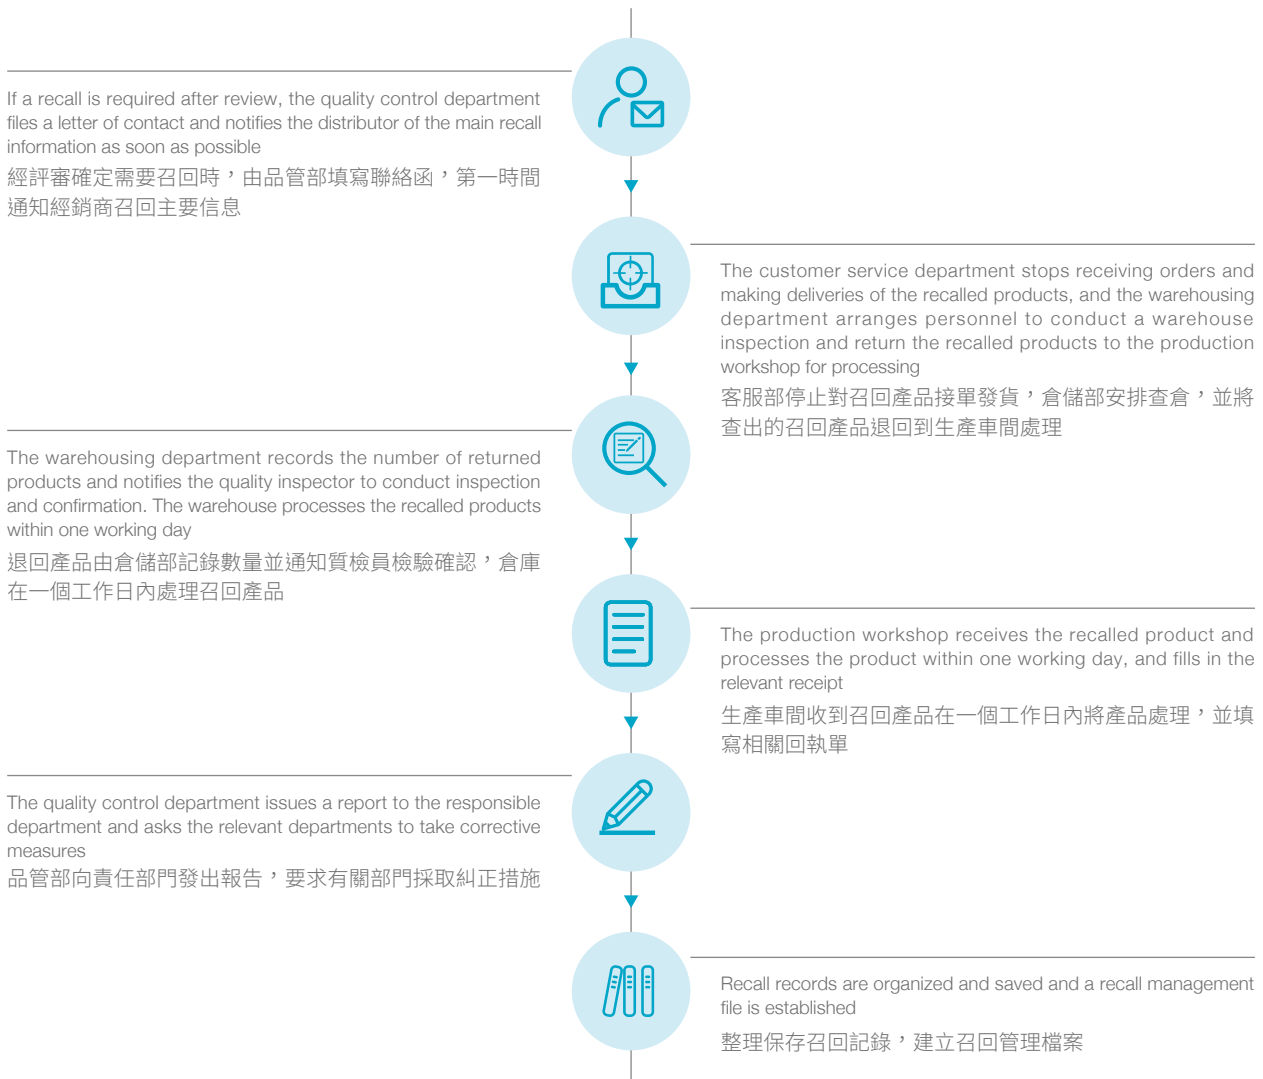 If a recall is required after review, the quality control department
files a letter of contact and notifies the distributor of the main recall
information as soon as possible
經評審確定需要召回時，由品管部填寫聯絡函，第一時間
通知經銷商召回主要信息
The customer service department stops receiving orders and
making deliveries of the recalled products, and the warehousing
department arranges personnel to conduct a warehouse
inspection and return the recalled products to the production
workshop for processing
客服部停止對召回產品接單發貨，倉儲部安排查倉，並將
查出的召回產品退回到生產車間處理
The warehousing department records the number of returned
products and notifies the quality inspector to conduct inspection
and confirmation. The warehouse processes the recalled products
within one working day
退回產品由倉儲部記錄數量並通知質檢員檢驗確認，倉庫
在一個工作日內處理召回產品
The production workshop receives the recalled product and
processes the product within one working day, and fills in the
relevant receipt
生產車間收到召回產品在一個工作日內將產品處理，並填
寫相關回執單
The quality control department issues a report to the responsible
department and asks the relevant departments to take corrective
measures
品管部向責任部門發出報告，要求有關部門採取糾正措施
Recall records are organized and saved and a recall management
file is established
整理保存召回記錄，建立召回管理檔案